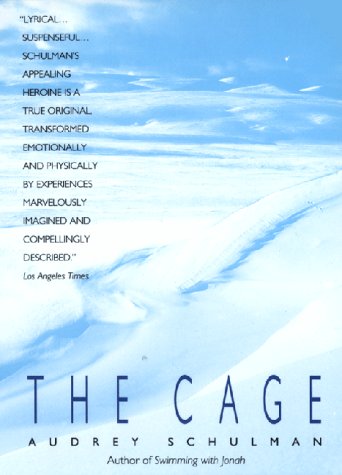 "LYRICAL...
SUSPENSEFUL...
SCHULMAN'S
APPEALING
HEROINE IS A
TRUE ORIGINAL,
TRANSFORMED
EMOTIONALLY
AND PHYSICALLY
BY EXPERIENCES
MARVELOUSLY
IMAGINED AND
COMPELLINGLY
DESCRIBED."
Los Angeles Times
THE CAGE
AUDREY SCHULMAN
Author of Swimming with Jonah